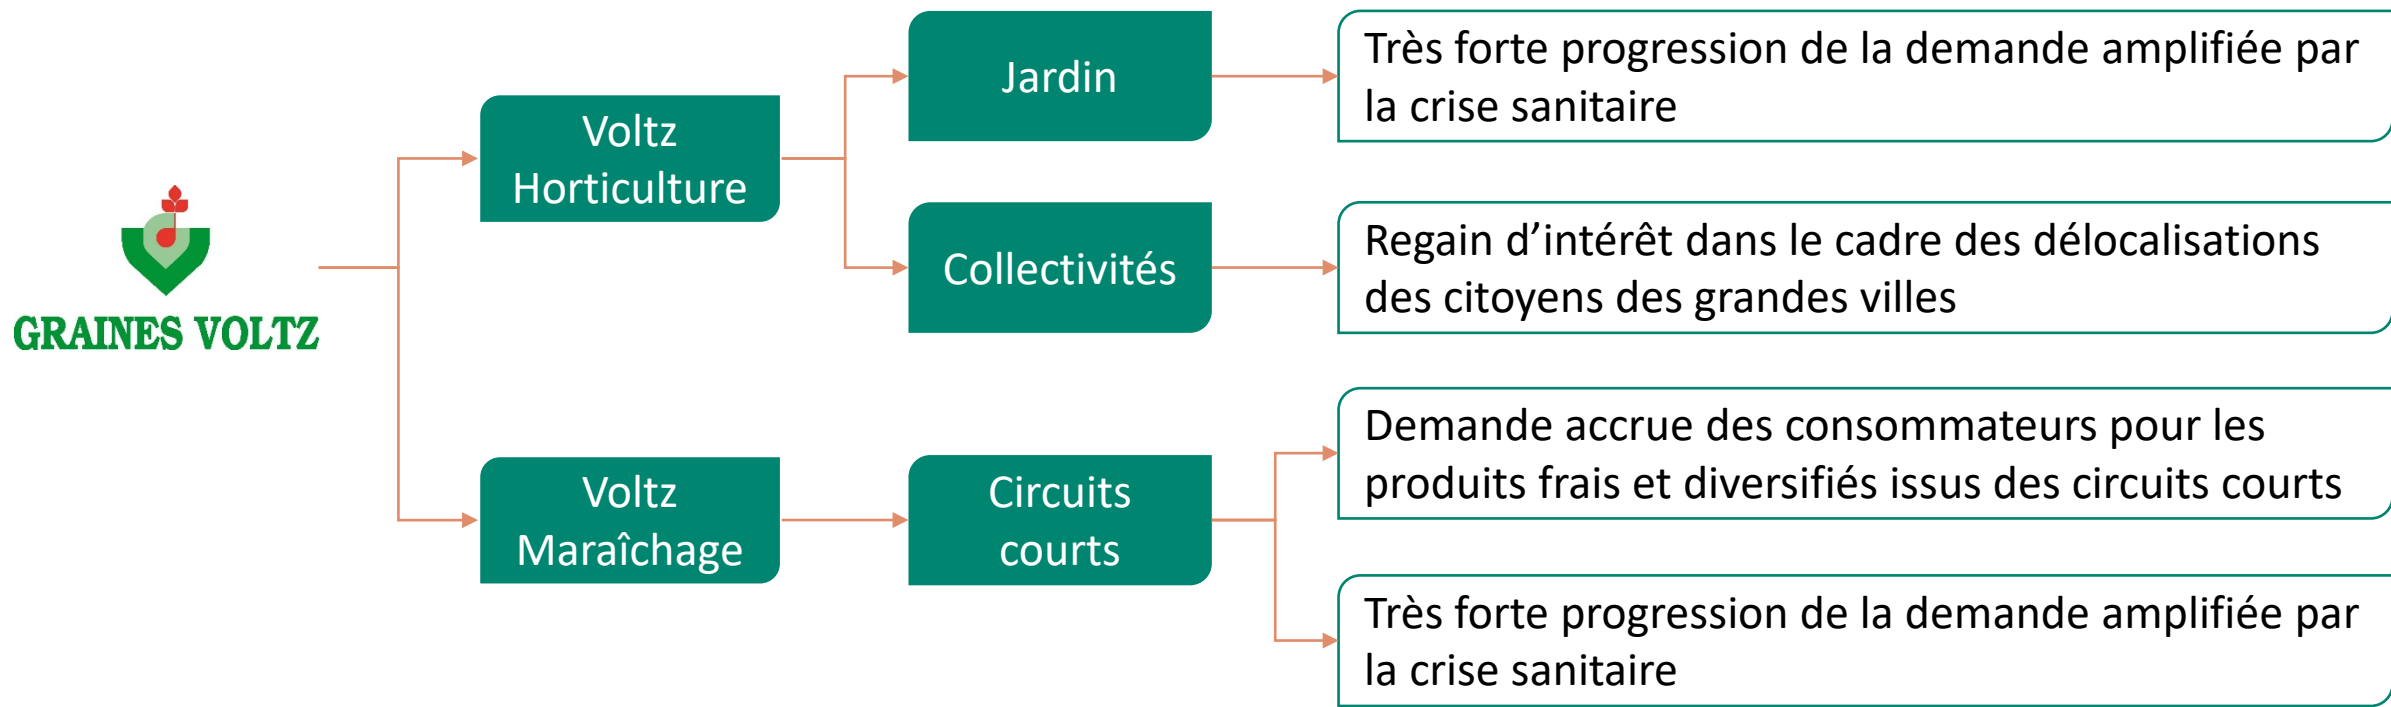 GRAINES VOLTZ
Voltz
Horticulture
Jardin
Très forte progression de la demande amplifiée par
la crise sanitaire
Collectivités
Regain d’intérêt dans le cadre des délocalisations
des citoyens des grandes villes
Voltz
Maraîchage
Circuits
courts
Demande accrue des consommateurs pour les
produits frais et diversifiés issus des circuits courts
Très forte progression de la demande amplifiée par
la crise sanitaire